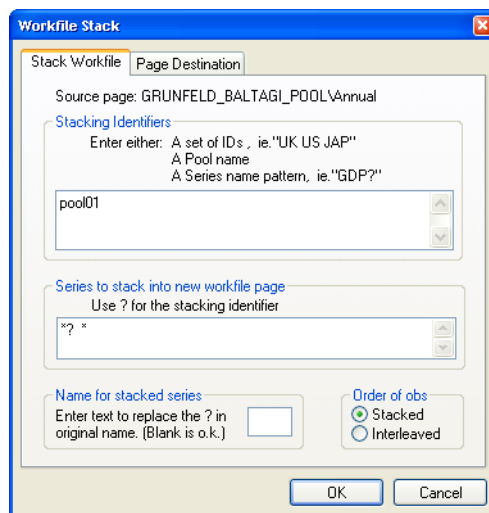 Workfile Stack
Stack Workfile
Page Destination
Source page: GRUNFELD_BALTAGI_POOL\Annual
Stacking Identifiers
Enter either: A set of IDs , ie."UK US JAP"
A Pool name
A Series name pattern, ie."GDP?"
pool01
Series to stack into new workfile page
Use ? for the stacking identifier
*? *
Name for stacked series
Enter text to replace the ? in
original name. (Blank is o.k.)
Order of obs
Stacked
Interleaved
OK
Cancel